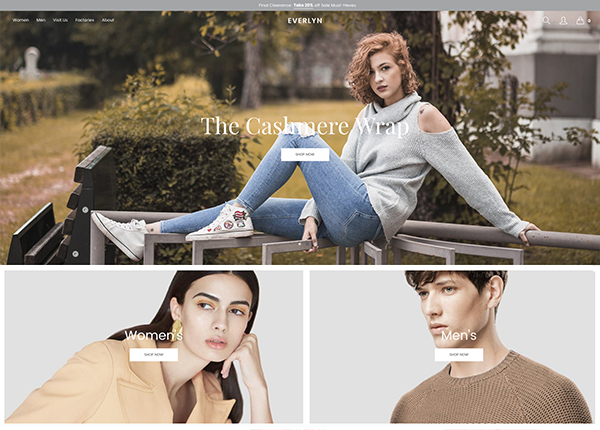 Final Clearance: Take 20% off Sale Must-Haves
Women Men Visit Us Factories About
EVERLYN
0
The Cashmere Wrap
SHOP NOW
Women's
SHOP NOW
Men's
SHOP NOW